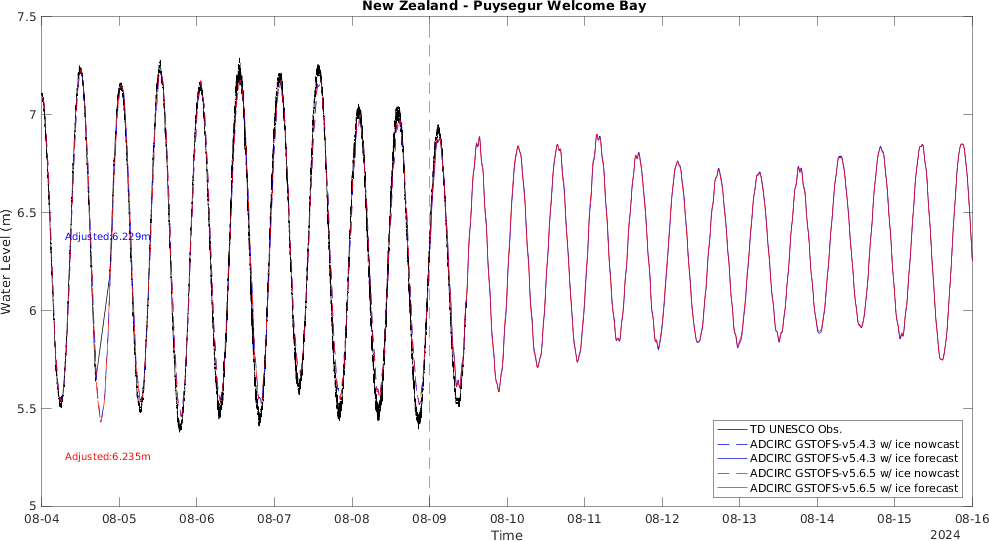 New Zealand - Puysegur Welcome Bay
7.5
7
6.5
6
5.5
5
Water Level (m)
Adjusted:6.229m
Adjusted:6.235m
TD UNESCO Obs.
ADCIRC GSTOFS-v5.4.3 w/ ice nowcast
ADCIRC GSTOFS-v5.4.3 w/ ice forecast
ADCIRC GSTOFS-v5.6.5 w/ ice nowcast
ADCIRC GSTOFS-v5.6.5 w/ ice forecast
08-04 08-05 08-06 08-07 08-08 08-09 08-10 08-11 08-12 08-13 08-14 08-15 08-16
Time
2024